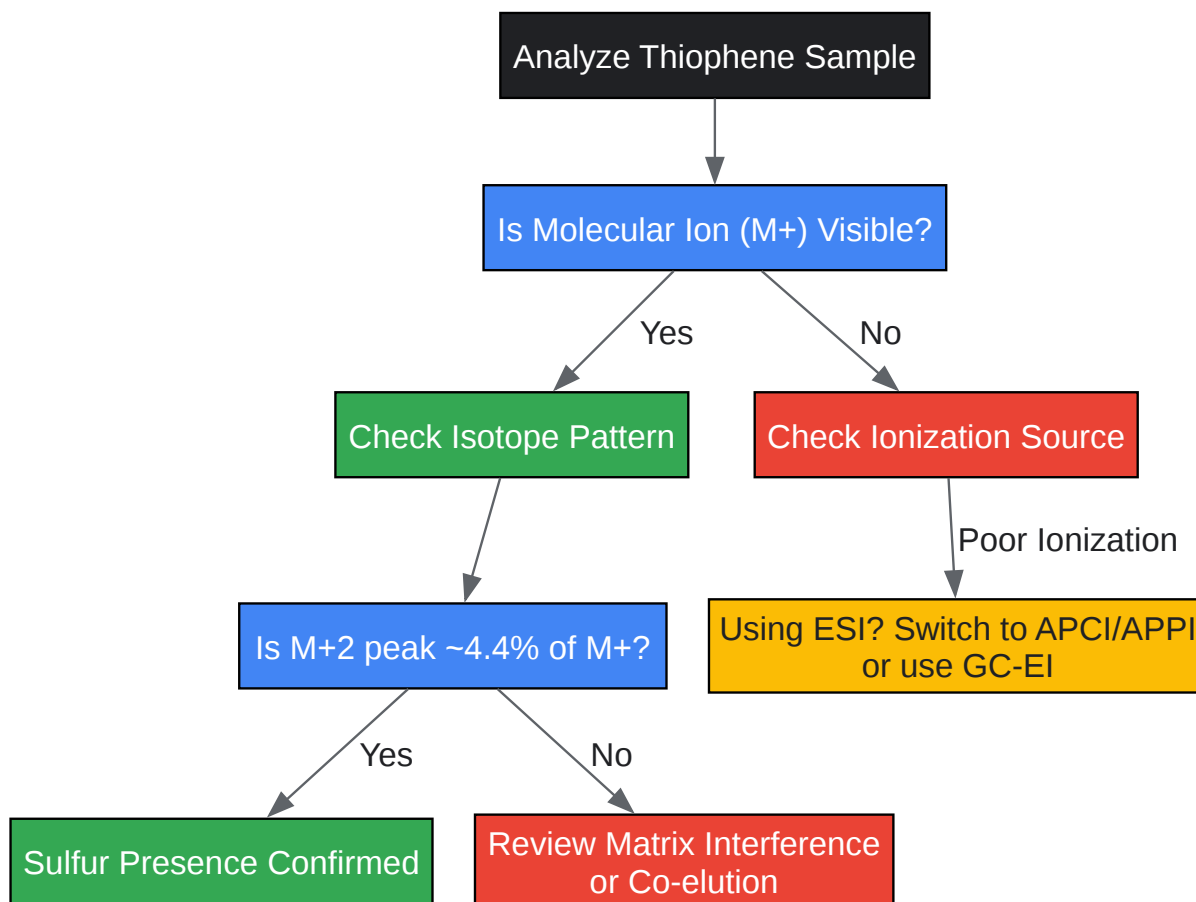 Analyze Thiophene Sample
Is Molecular Ion (M+) Visible?
Yes
No
Check Isotope Pattern
Check Ionization Source
Poor Ionization
Is M+2 peak ~4.4% of M+?
Using ESI? Switch to APCI/APPI
or use GC-EI
Yes
No
Sulfur Presence Confirmed
Review Matrix Interference
or Co-elution